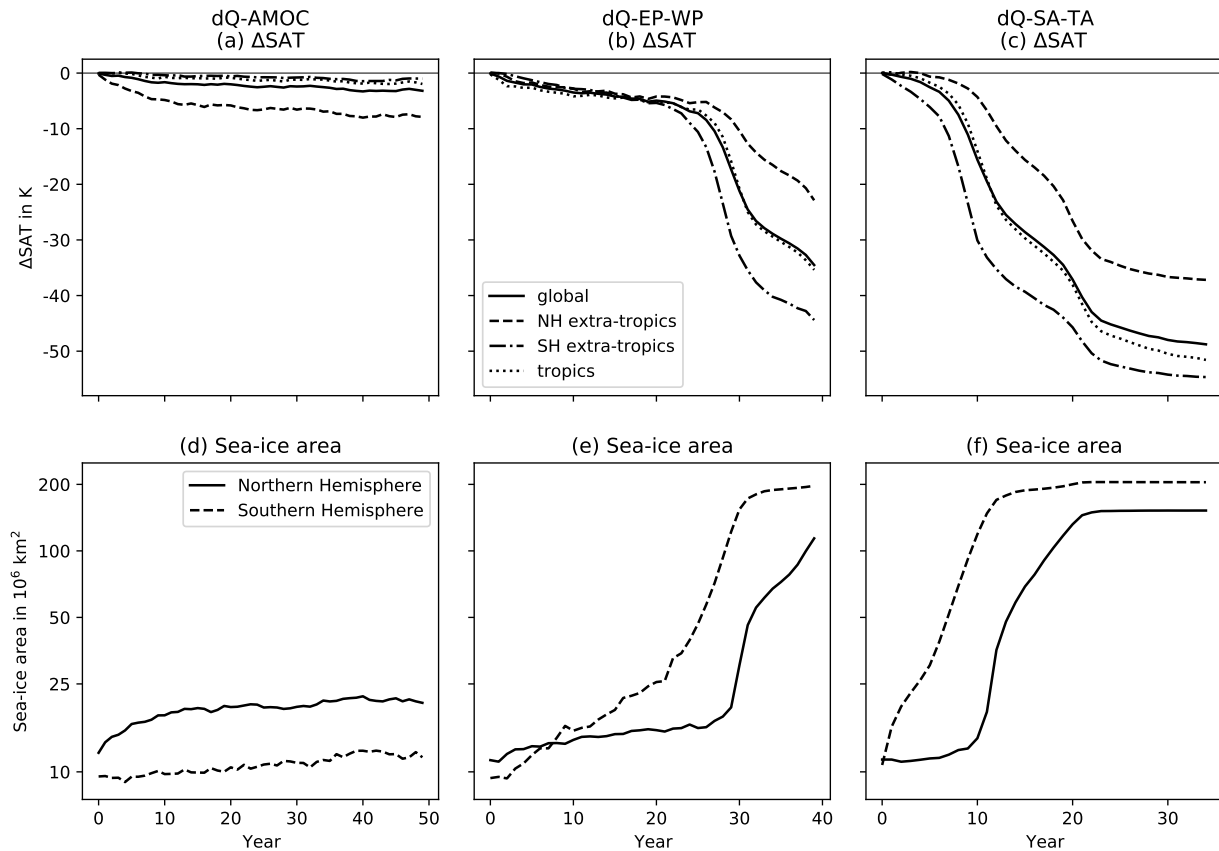 dQ-AMOC
(a) ΔSAT
dQ-EP-WP
(b) ΔSAT
dQ-SA-TA
(c) ΔSAT
ΔSAT in K
0
-10
-20
-30
-40
-50
global
NH extra-tropics
SH extra-tropics
tropics
(d) Sea-ice area
(e) Sea-ice area
(f) Sea-ice area
Sea-ice area in 10⁶ km²
200
100
50
25
10
Northern Hemisphere
Southern Hemisphere
0 10 20 30 40 50
Year
0 10 20 30 40
Year
0 10 20 30
Year